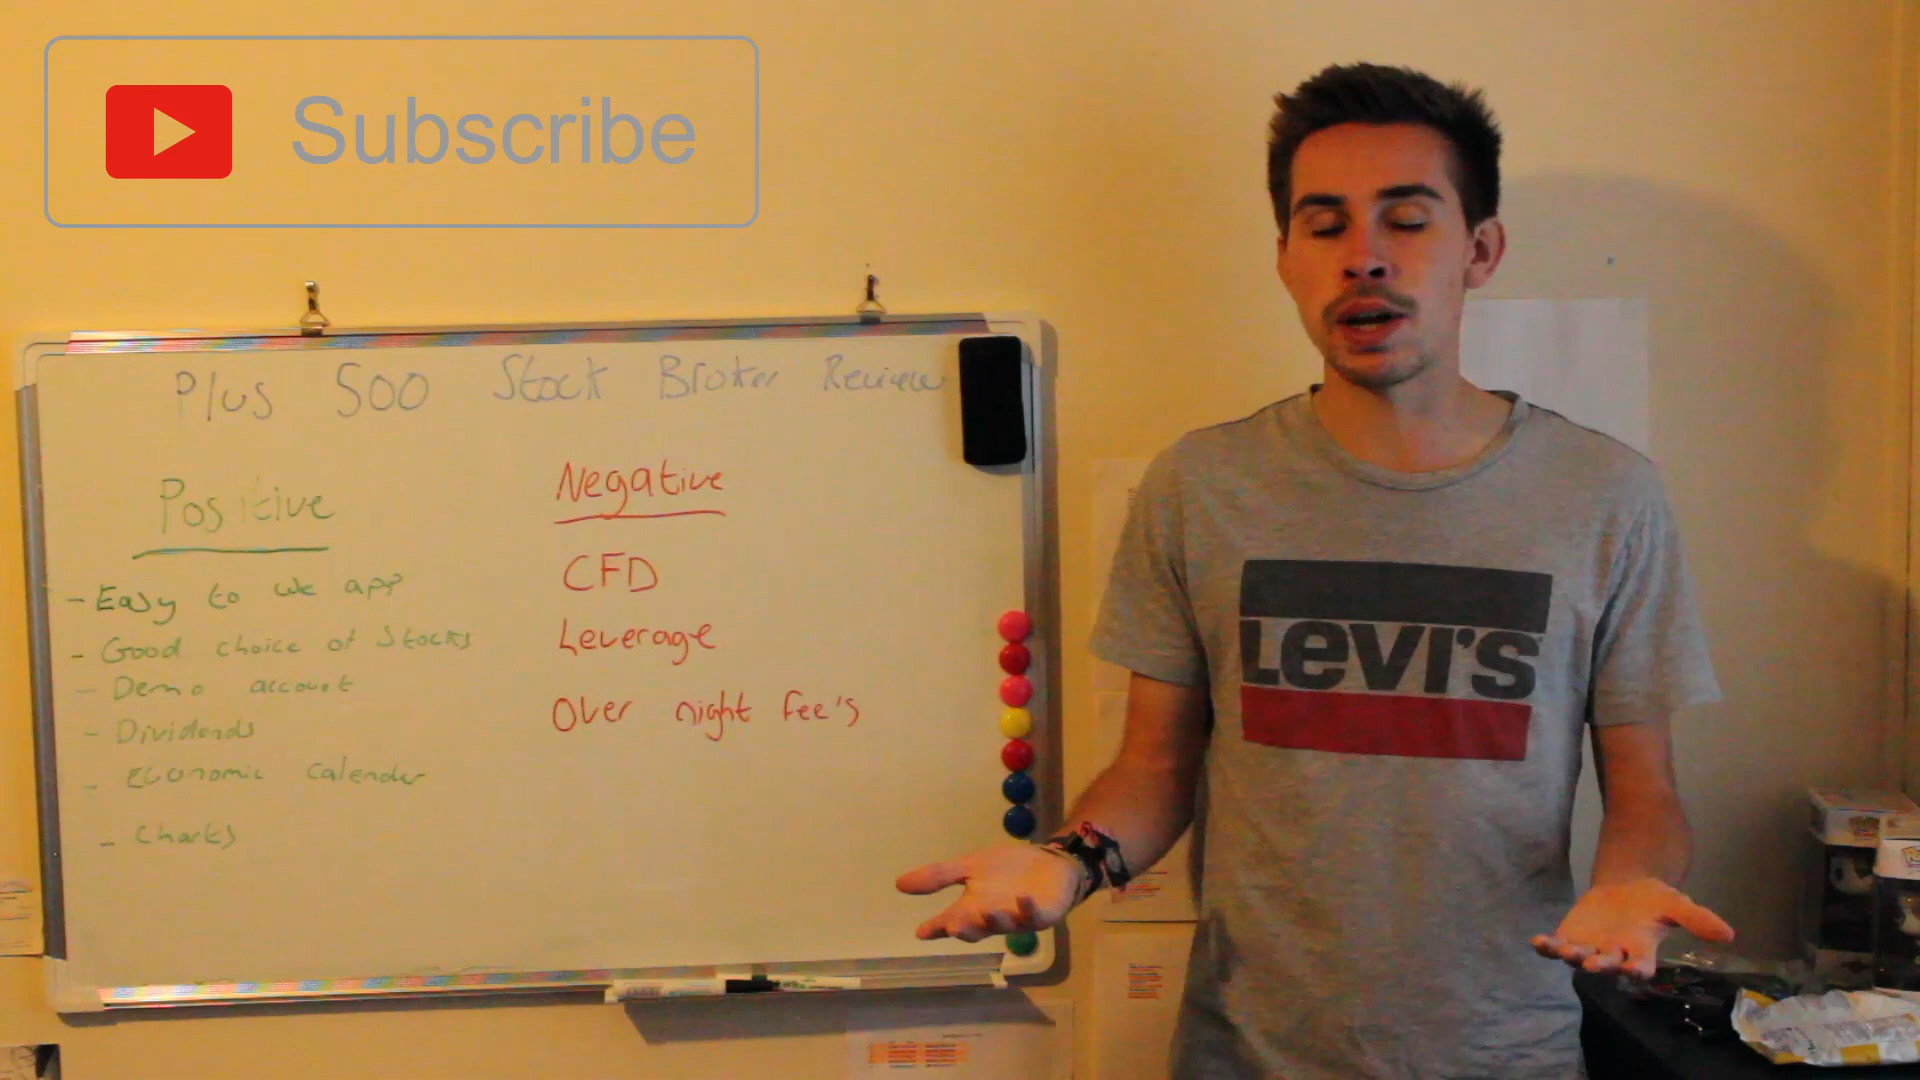 Subscribe
Plus 500 Stock Broker Review
Positive
- Easy to use app
- Good choice of Stocks
- Demo account
- Dividends
- Economic Calender
- Charts
Negative
CFD
Leverage
Over night Fee's
LEVI'S